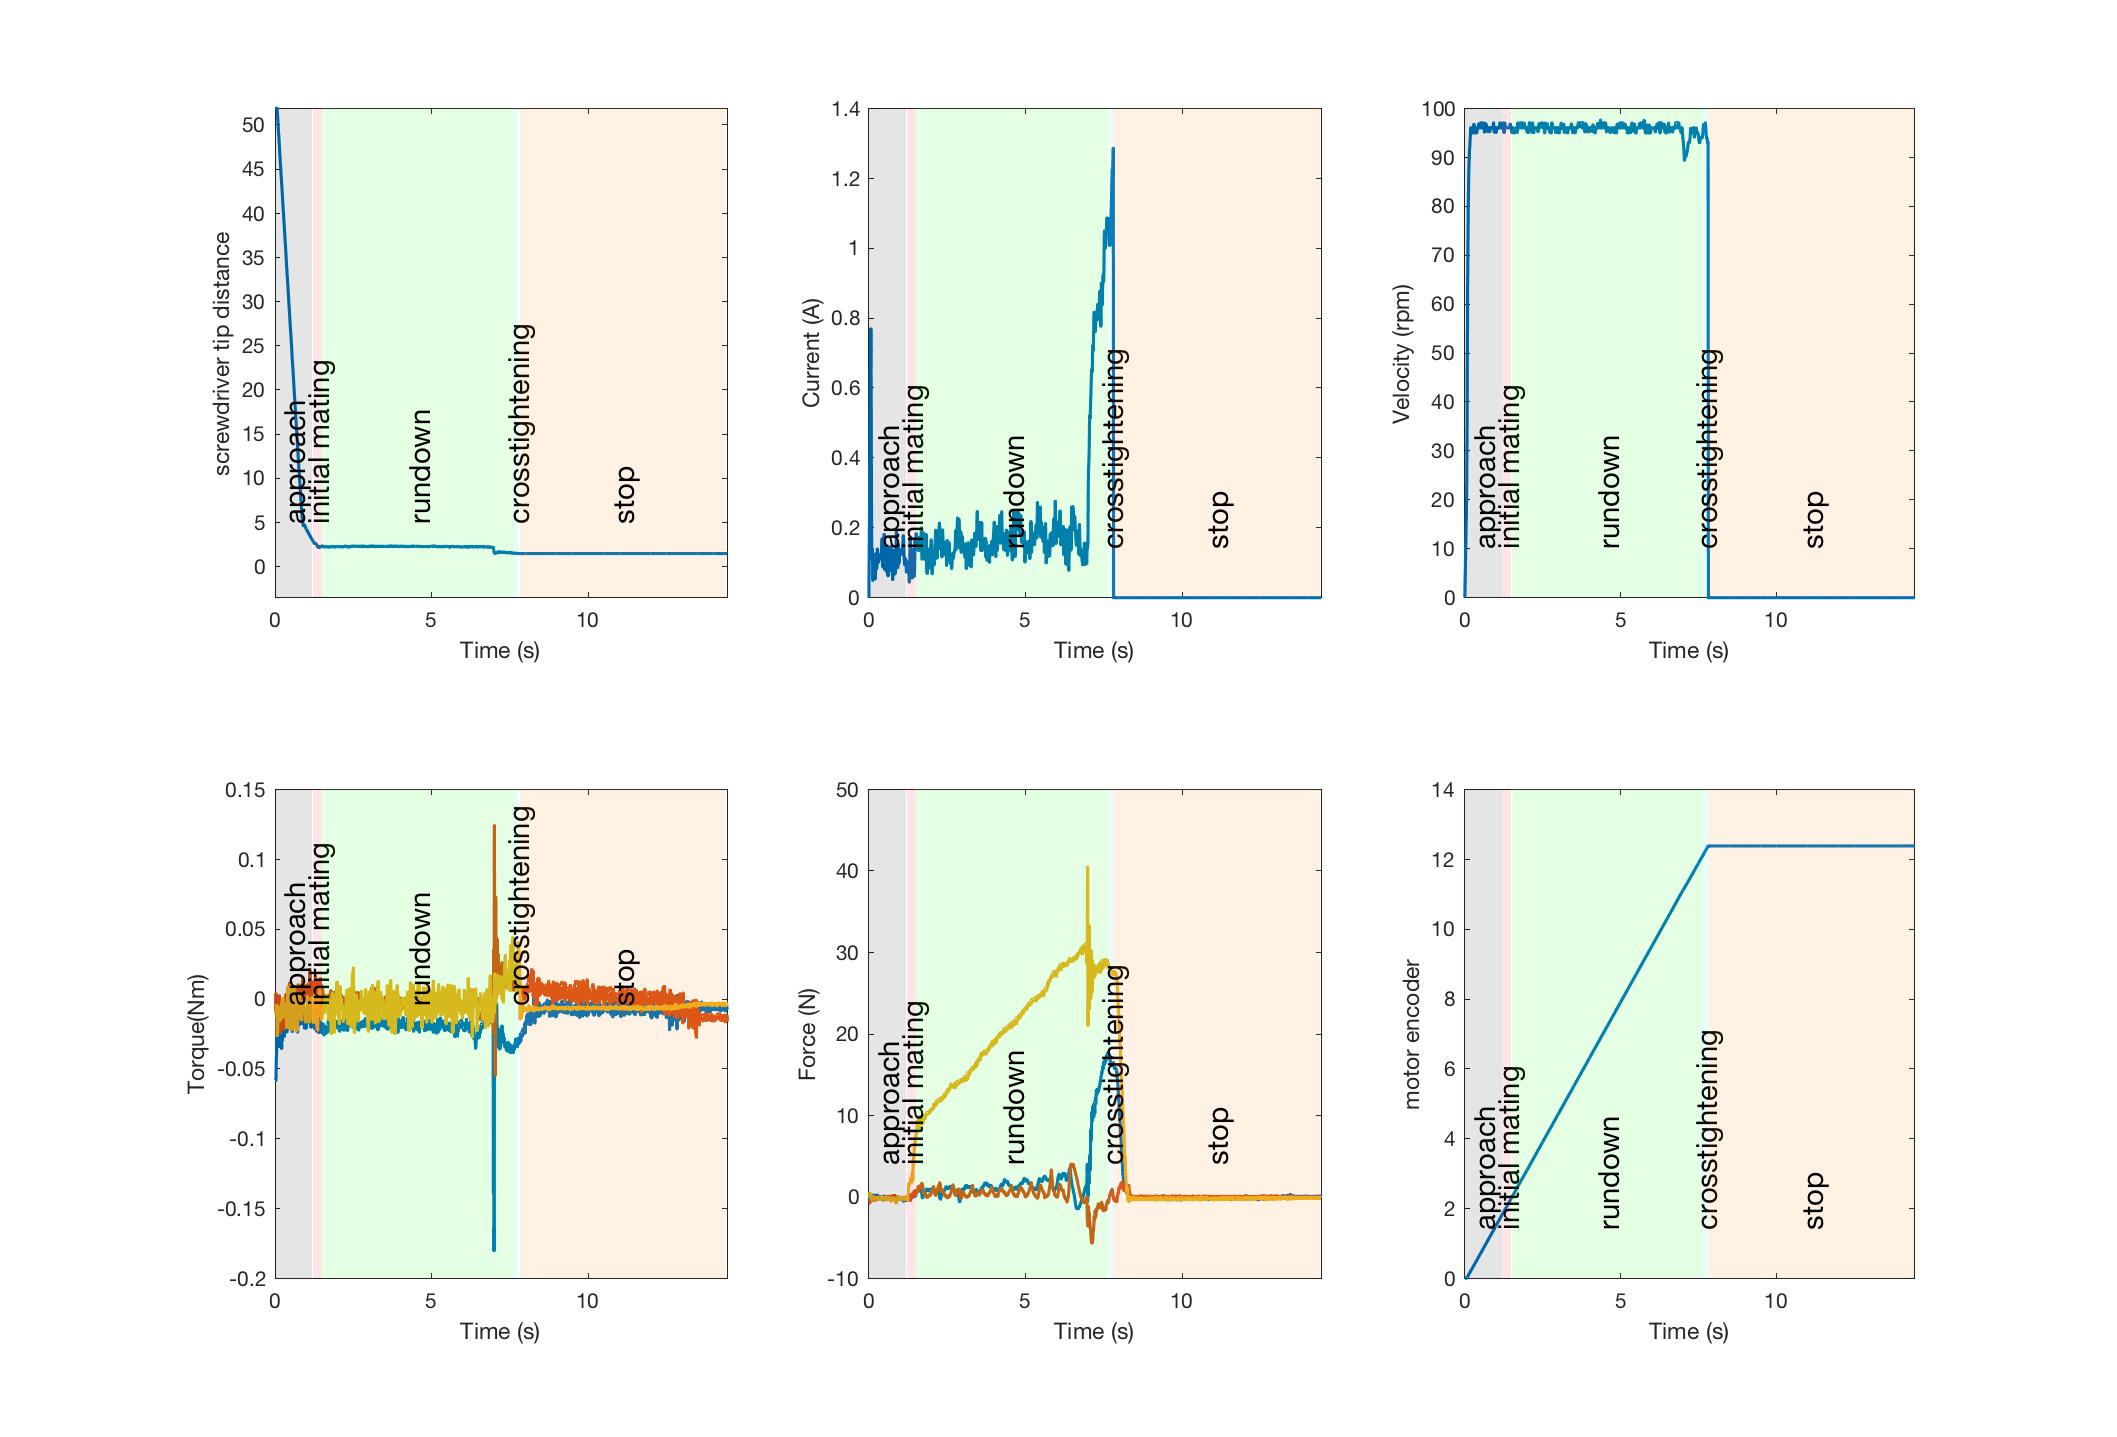 50
45
40
35
30
25
20
15
10
5
0
screwdriver tip distance
approach
initial mating
rundown
crosstightening
stop
0
5
10
Time (s)
1.4
1.2
1
0.8
0.6
0.4
0.2
0
Current (A)
approach
initial mating
rundown
crosstightening
stop
0
5
10
Time (s)
100
90
80
70
60
50
40
30
20
10
0
Velocity (rpm)
approach
initial mating
rundown
crosstightening
stop
0
5
10
Time (s)
0.15
0.1
0.05
0
-0.05
-0.1
-0.15
-0.2
Torque(Nm)
approach
initial mating
rundown
crosstightening
stop
0
5
10
Time (s)
50
40
30
20
10
0
-10
Force (N)
approach
initial mating
rundown
crosstightening
stop
0
5
10
Time (s)
14
12
10
8
6
4
2
0
motor encoder
approach
initial mating
rundown
crosstightening
stop
0
5
10
Time (s)